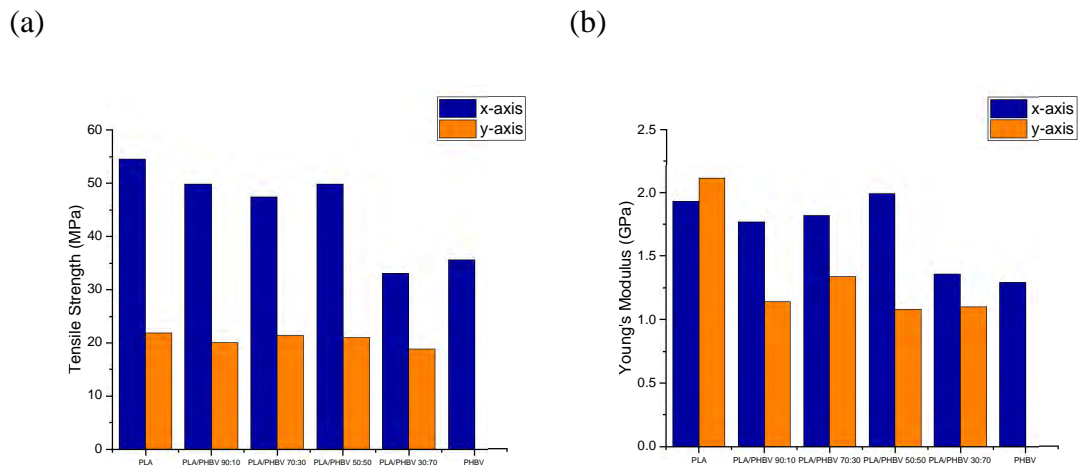 (a)
(b)
x-axis
y-axis
60
50
40
30
20
10
0
Tensile Strength (MPa)
PLA
PLA/PHBV 90:10
PLA/PHBV 70:30
PLA/PHBV 50:50
PLA/PHBV 30:70
PHBV
x-axis
y-axis
2.5
2.0
1.5
1.0
0.5
0.0
Young's Modulus (GPa)
PLA
PLA/PHBV 90:10
PLA/PHBV 70:30
PLA/PHBV 50:50
PLA/PHBV 30:70
PHBV